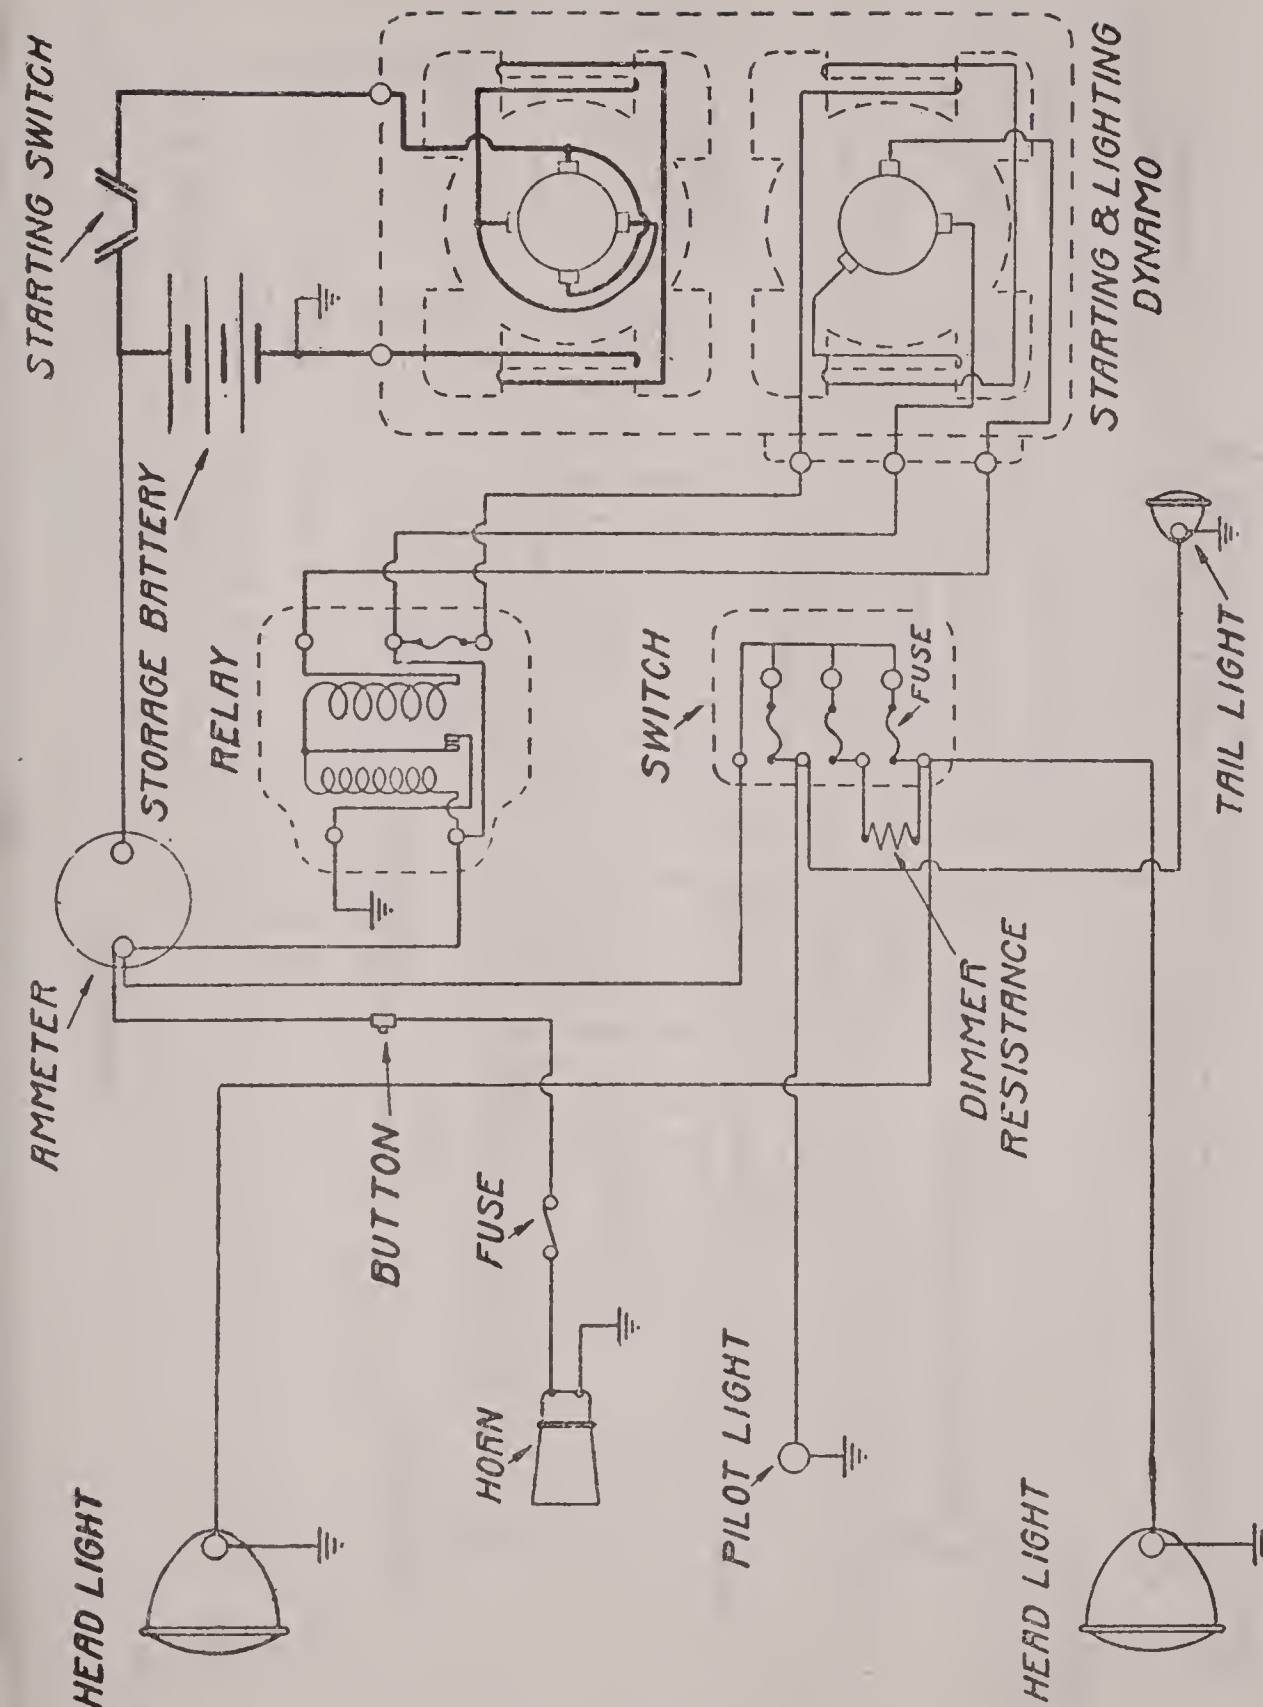 STARTING SWITCH
STORAGE BATTERY
AMMETER
HEAD LIGHT
RELAY
BUTTON
FUSE
HORN
STARTING & LIGHTING
DYNAMO
SWITCH
FUSE
TAIL LIGHT
DIMMER
RESISTANCE
PILOT LIGHT
HEAD LIGHT